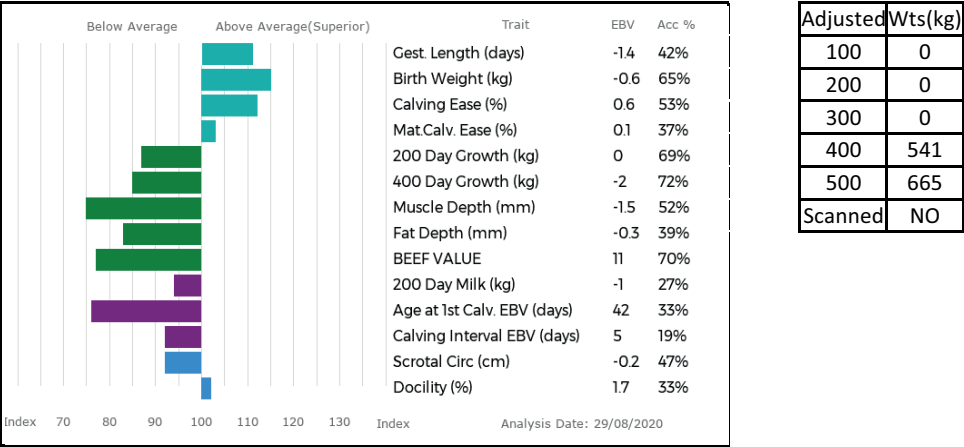 Below Average Above Average(Superior) Trait EBV Acc %
Gest. Length (days) -1.4 42%
Birth Weight (kg) -0.6 65%
Calving Ease (%) 0.6 53%
Mat.Calv. Ease (%) 0.1 37%
200 Day Growth (kg) 0 69%
400 Day Growth (kg) -2 72%
Muscle Depth (mm) -1.5 52%
Fat Depth (mm) -0.3 39%
BEEF VALUE 11 70%
200 Day Milk (kg) -1 27%
Age at 1st Calv. EBV (days) 42 33%
Calving Interval EBV (days) 5 19%
Scrotal Circ (cm) -0.2 47%
Docility (%) 1.7 33%
Index 70 80 90 100 110 120 130 Index Analysis Date: 29/08/2020
Adjusted Wts(kg)
100 0
200 0
300 0
400 541
500 665
Scanned NO